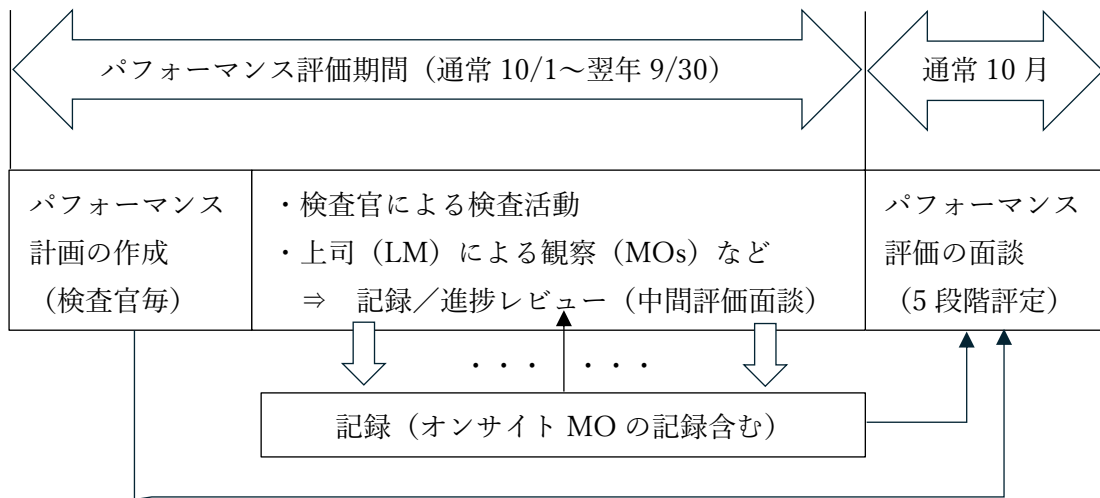 パフォーマンス評価期間（通常 10/1～翌年 9/30）
通常 10 月
パフォーマンス
計画の作成
（検査官毎）
・検査官による検査活動
・上司（LM）による観察（MOs）など
⇒ 記録／進捗レビュー（中間評価面談）
パフォーマンス
評価の面談
（5 段階評定）
・・・ ・・・
記録（オンサイト MO の記録含む）